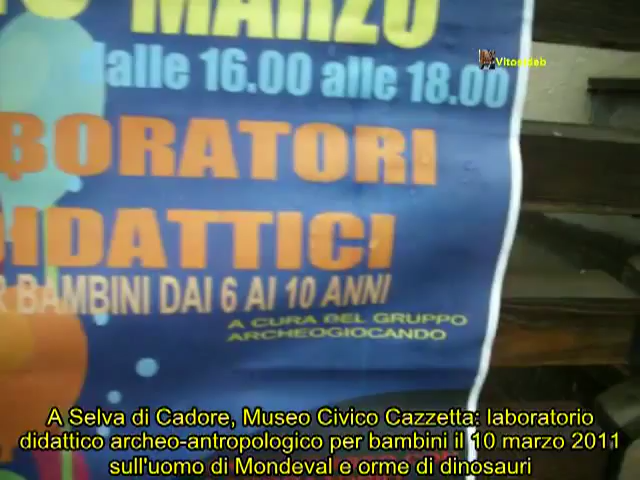 MARZO
dalle 16.00 alle 18.00
BORATORI
DIDATTICI
R BAMBINI DAI 6 AI 10 ANNI
A CURA DEL GRUPPO
ARCHEOGIOCANDO
A Selva di Cadore, Museo Civico Cazzetta: laboratorio
didattico archeo-antropologico per bambini il 10 marzo 2011
sull'uomo di Mondeval e orme di dinosauri